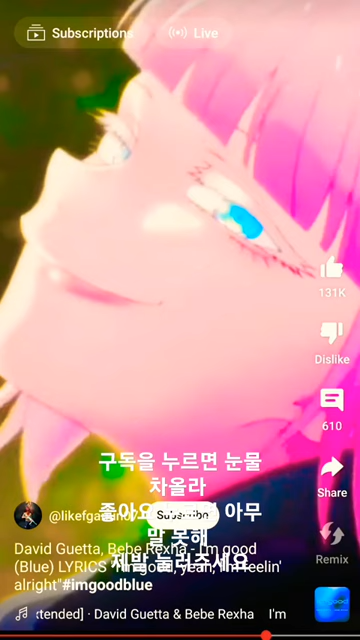 Subscriptions
Live
131K
Dislike
610
Share
Remix
구독을 누르면 눈물
차올라
좋아요 아무
말 못해
제발 눌러주세요
Subscribe
David Guetta, Bebe Rexha - I'm good
(Blue) LYRICS "I'm good, yeah, I'm feelin'
alright"#imgoodblue
xtended] · David Guetta & Bebe Rexha I'm